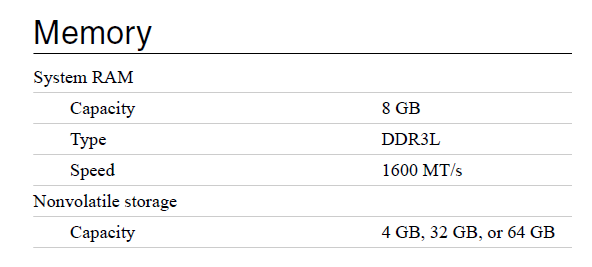 Memory
System RAM
Capacity 8 GB
Type DDR3L
Speed 1600 MT/s
Nonvolatile storage
Capacity 4 GB, 32 GB, or 64 GB